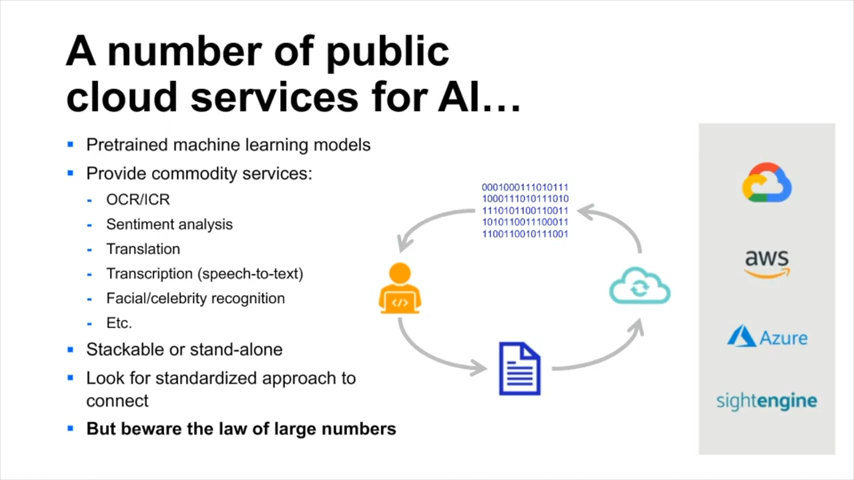 A number of public
cloud services for AI...
Pretrained machine learning models
Provide commodity services:
- OCR/ICR
- Sentiment analysis
- Translation
- Transcription (speech-to-text)
- Facial/celebrity recognition
- Etc.
Stackable or stand-alone
Look for standardized approach to
connect
But beware the law of large numbers
0001000111010111
1000111010111010
1110101100110011
1010110011100011
1100110010111001
</>
aws
Azure
sightengine